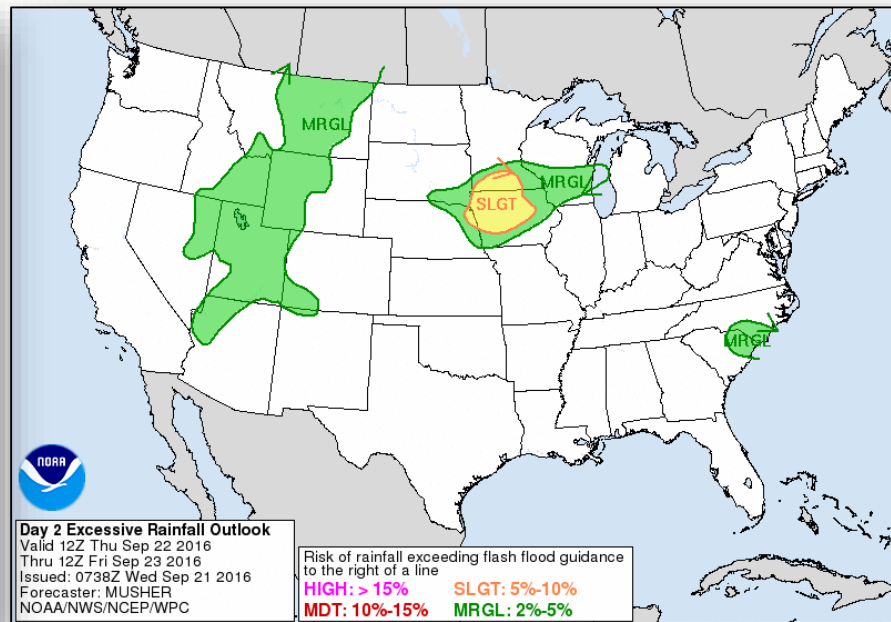 MRGL
MRGL
SLGT
MRGL
NOAA
Day 2 Excessive Rainfall Outlook
Valid 12Z Thu Sep 22 2016
Thru 12Z Fri Sep 23 2016
Issued: 0738Z Wed Sep 21 2016
Forecaster: MUSHER
NOAA/NWS/NCEP/WPC
Risk of rainfall exceeding flash flood guidance
to the right of a line
HIGH: > 15% SLGT: 5%-10%
MDT: 10%-15% MRGL: 2%-5%